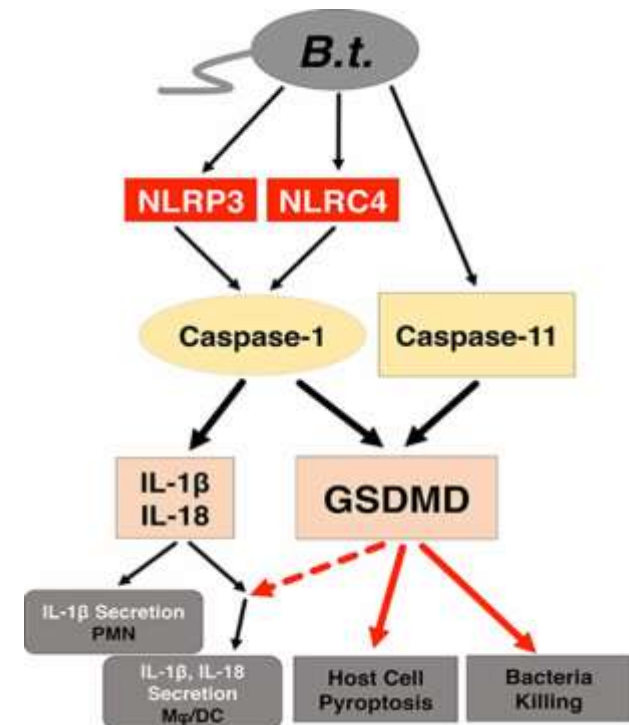 B.t.
NLRP3 NLRC4
Caspase-1 Caspase-11
IL-1β
IL-18
GSDMD
IL-1β Secretion
PMN
IL-1β, IL-18
Secretion
Mφ/DC
Host Cell
Pyroptosis
Bacteria
Killing